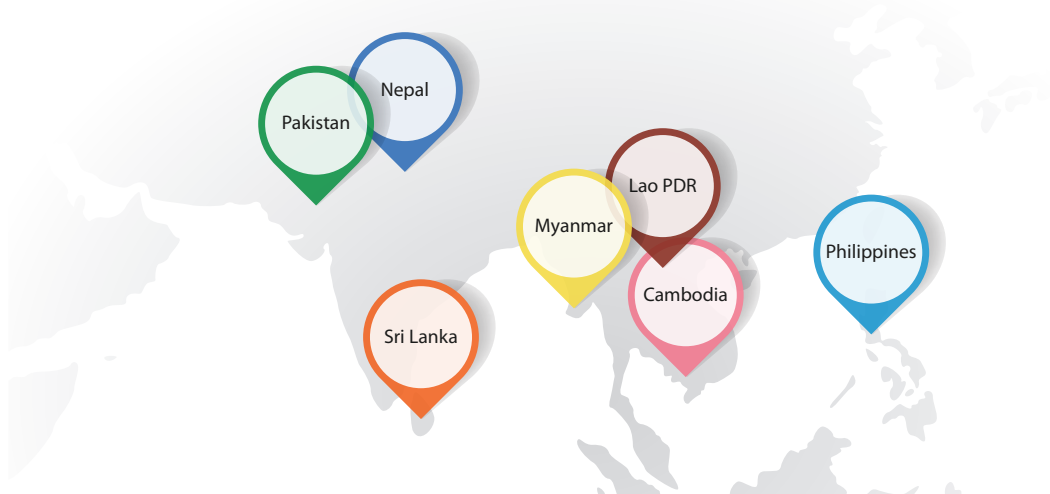 Nepal
Pakistan
Lao PDR
Myanmar
Philippines
Cambodia
Sri Lanka